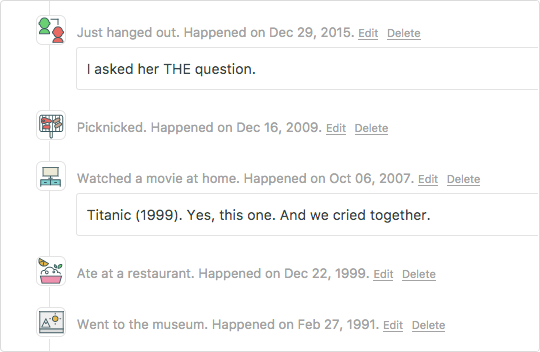 Just hanged out. Happened on Dec 29, 2015. Edit Delete
I asked her THE question.
Picknicked. Happened on Dec 16, 2009. Edit Delete
Watched a movie at home. Happened on Oct 06, 2007. Edit Delete
Titanic (1999). Yes, this one. And we cried together.
Ate at a restaurant. Happened on Dec 22, 1999. Edit Delete
Went to the museum. Happened on Feb 27, 1991. Edit Delete